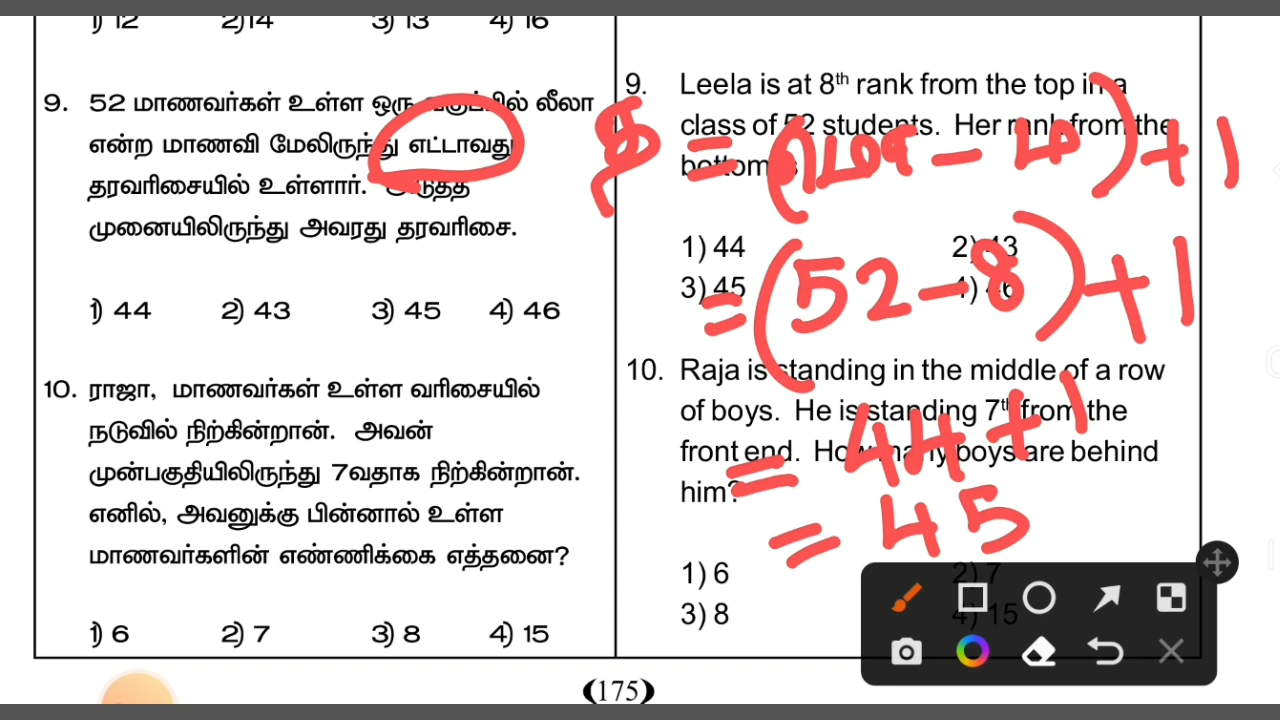 1) 12 2) 14 3) 13 4) 16
9. 52 மாணவர்கள் உள்ள ஒரு வகுப்பில் லீலா
என்ற மாணவி மேலிருந்து எட்டாவது
தரவரிசையில் உள்ளார். அடுத்த
முனையிலிருந்து அவரது தரவரிசை.
1) 44 2) 43 3) 45 4) 46
10. ராஜா, மாணவர்கள் உள்ள வரிசையில்
நடுவில் நிற்கின்றான். அவன்
முன்பகுதியிலிருந்து 7வதாக நிற்கின்றான்.
எனில், அவனுக்கு பின்னால் உள்ள
மாணவர்களின் எண்ணிக்கை எத்தனை?
1) 6 2) 7 3) 8 4) 15
9. Leela is at 8th rank from the top in a
class of 52 students. Her rank from the
bottom is
1) 44 2) 43
3) 45 4) 46
10. Raja is standing in the middle of a row
of boys. He is standing 7th from the
front end. How many boys are behind
him?
1) 6 2) 7
3) 8 4) 15
+ 1
= (52 - 8) + 1
= 44 + 1
= 45
(175)